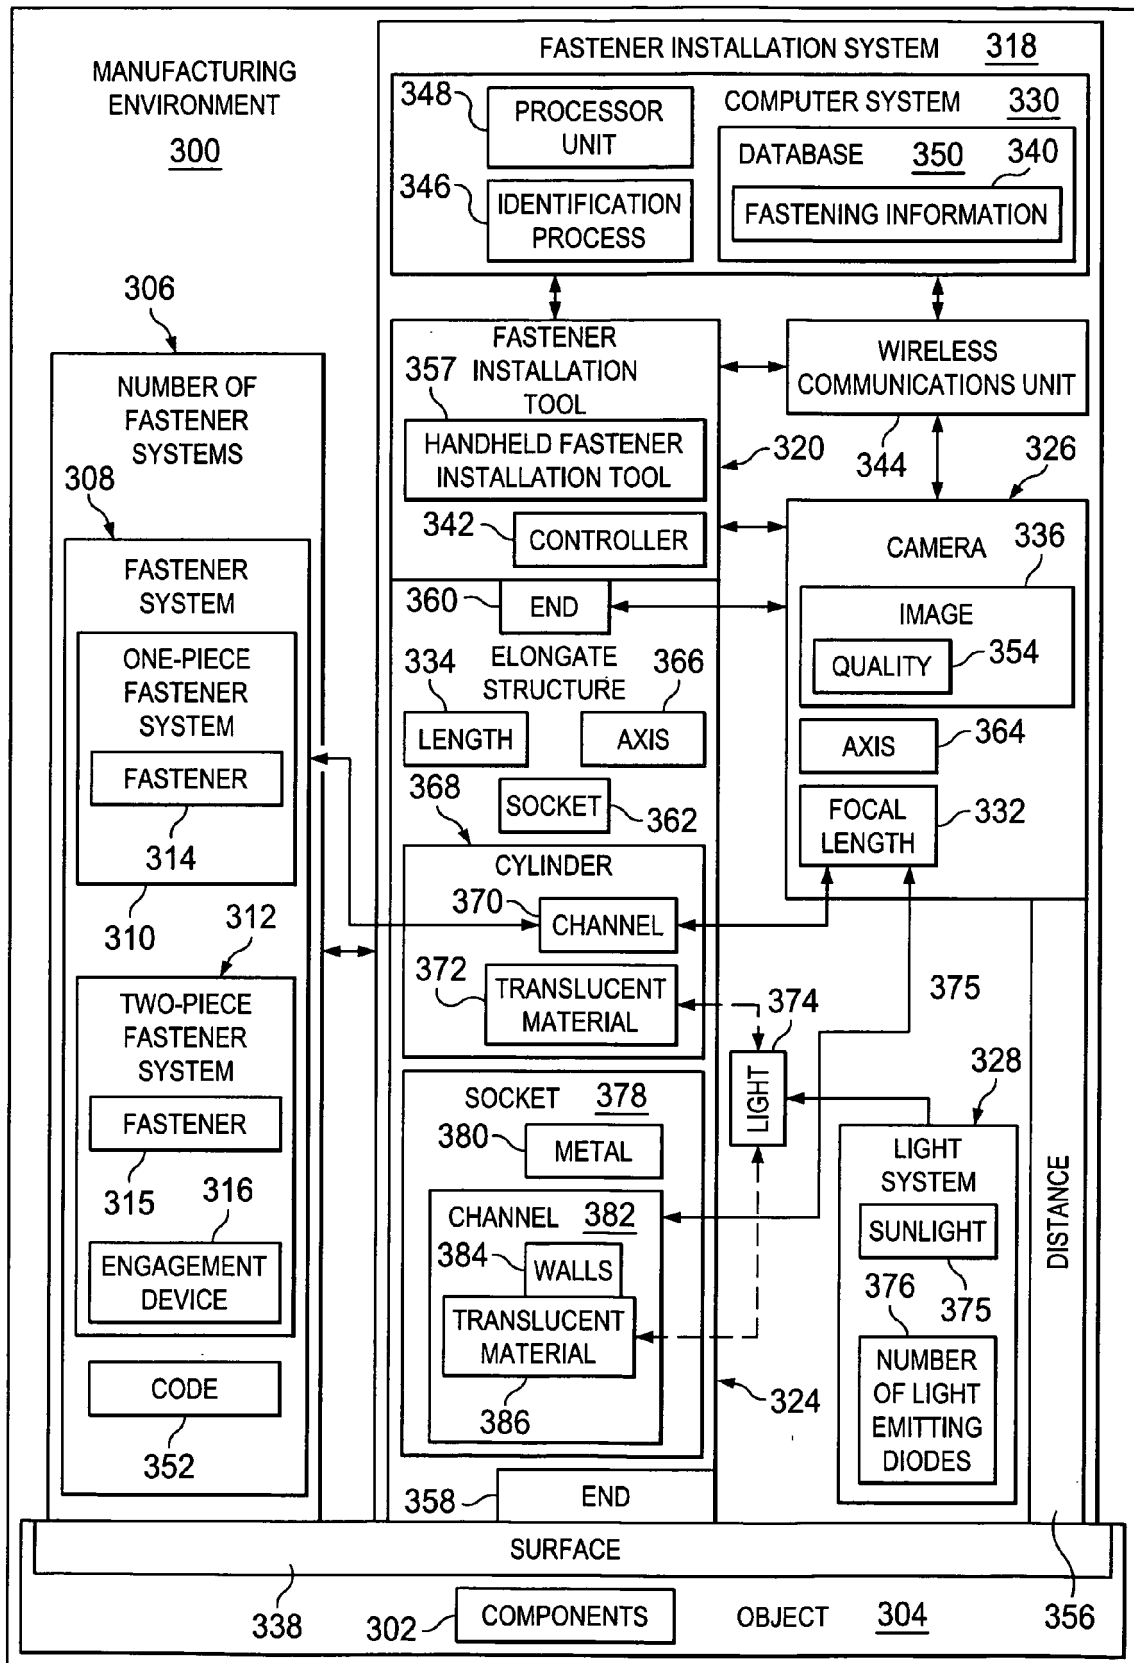 FASTENER INSTALLATION SYSTEM 318
MANUFACTURING
ENVIRONMENT
300
348
PROCESSOR
UNIT
COMPUTER SYSTEM 330
DATABASE 350 340
346
IDENTIFICATION
PROCESS
FASTENING INFORMATION
306
NUMBER OF
FASTENER
SYSTEMS
308
FASTENER
SYSTEM
ONE-PIECE
FASTENER
SYSTEM
FASTENER
314
310
312
TWO-PIECE
FASTENER
SYSTEM
FASTENER
315
316
ENGAGEMENT
DEVICE
CODE
352
FASTENER
INSTALLATION
TOOL
357
HANDHELD FASTENER
INSTALLATION TOOL
320
342
CONTROLLER
WIRELESS
COMMUNICATIONS UNIT
344
326
CAMERA
336
IMAGE
QUALITY
354
AXIS
364
FOCAL
LENGTH
332
360
END
ELONGATE
STRUCTURE
334
366
LENGTH
AXIS
368
SOCKET
362
CYLINDER
370
CHANNEL
372
TRANSLUCENT
MATERIAL
374
LIGHT
375
SOCKET 378
380
METAL
CHANNEL 382
384
WALLS
TRANSLUCENT
MATERIAL
386
324
328
LIGHT
SYSTEM
SUNLIGHT
376
375
NUMBER
OF LIGHT
EMITTING
DIODES
DISTANCE
358
END
SURFACE
338
302
COMPONENTS
OBJECT 304
356